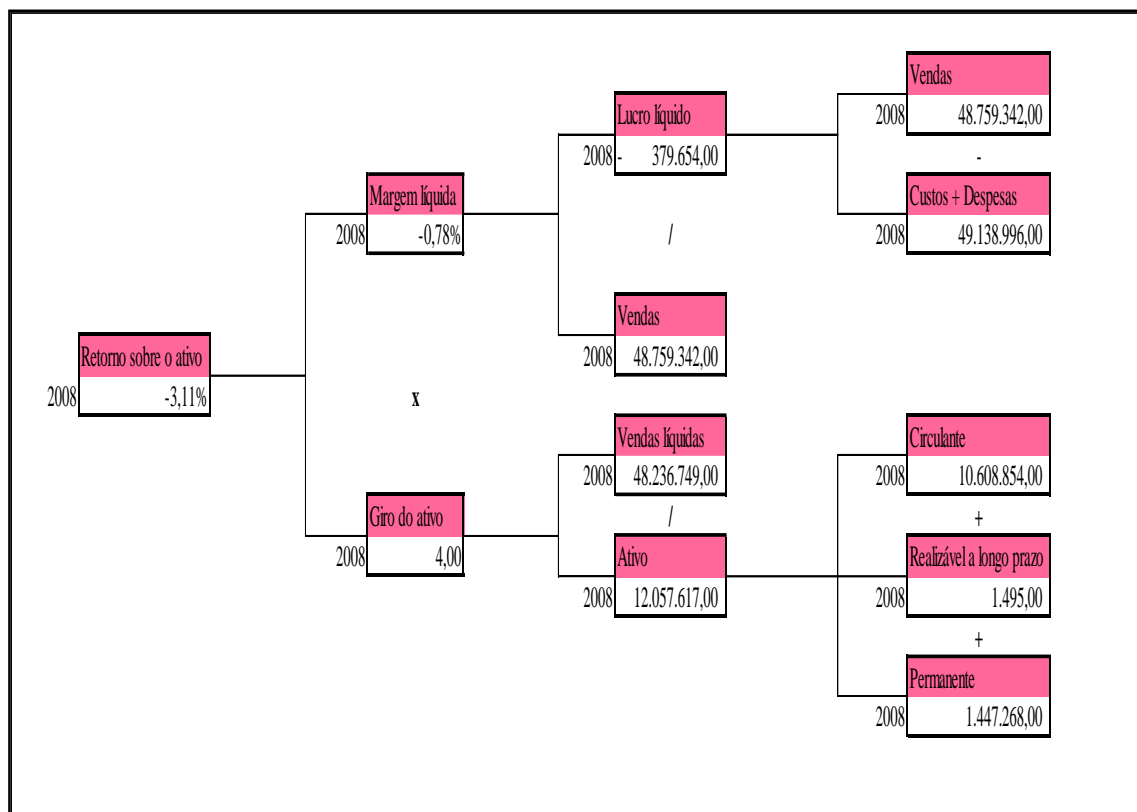 Vendas
2008 48.759.342,00
-
Custos + Despesas
2008 49.138.996,00
Lucro líquido
2008 - 379.654,00
/
Vendas
2008 48.759.342,00
Margem líquida
2008 -0,78%
x
Retorno sobre o ativo
2008 -3,11%
Giro do ativo
2008 4,00
Vendas líquidas
2008 48.236.749,00
/
Ativo
2008 12.057.617,00
Circulante
2008 10.608.854,00
+
Realizável a longo prazo
2008 1.495,00
+
Permanente
2008 1.447.268,00